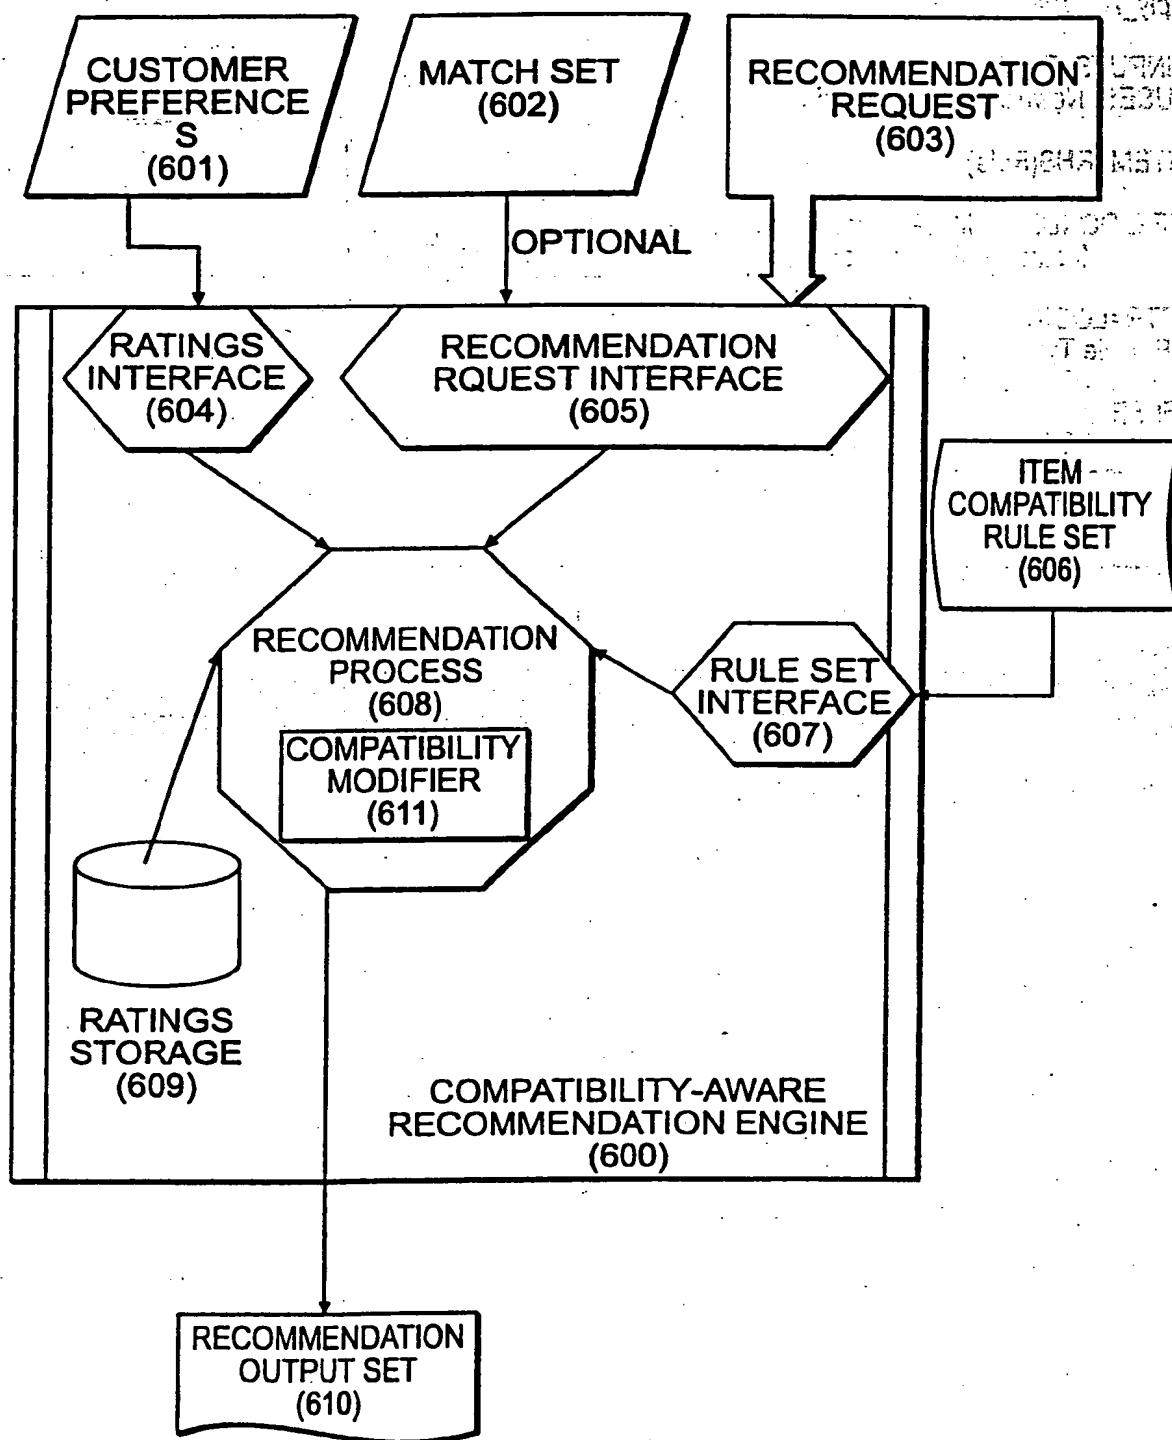 CUSTOMER
PREFERENCE
S
(601)
MATCH SET
(602)
RECOMMENDATION
REQUEST
(603)
OPTIONAL
RATINGS
INTERFACE
(604)
RECOMMENDATION
RQUEST INTERFACE
(605)
ITEM
COMPATIBILITY
RULE SET
(606)
RECOMMENDATION
PROCESS
(608)
COMPATIBILITY
MODIFIER
(611)
RULE SET
INTERFACE
(607)
RATINGS
STORAGE
(609)
COMPATIBILITY-AWARE
RECOMMENDATION ENGINE
(600)
RECOMMENDATION
OUTPUT SET
(610)